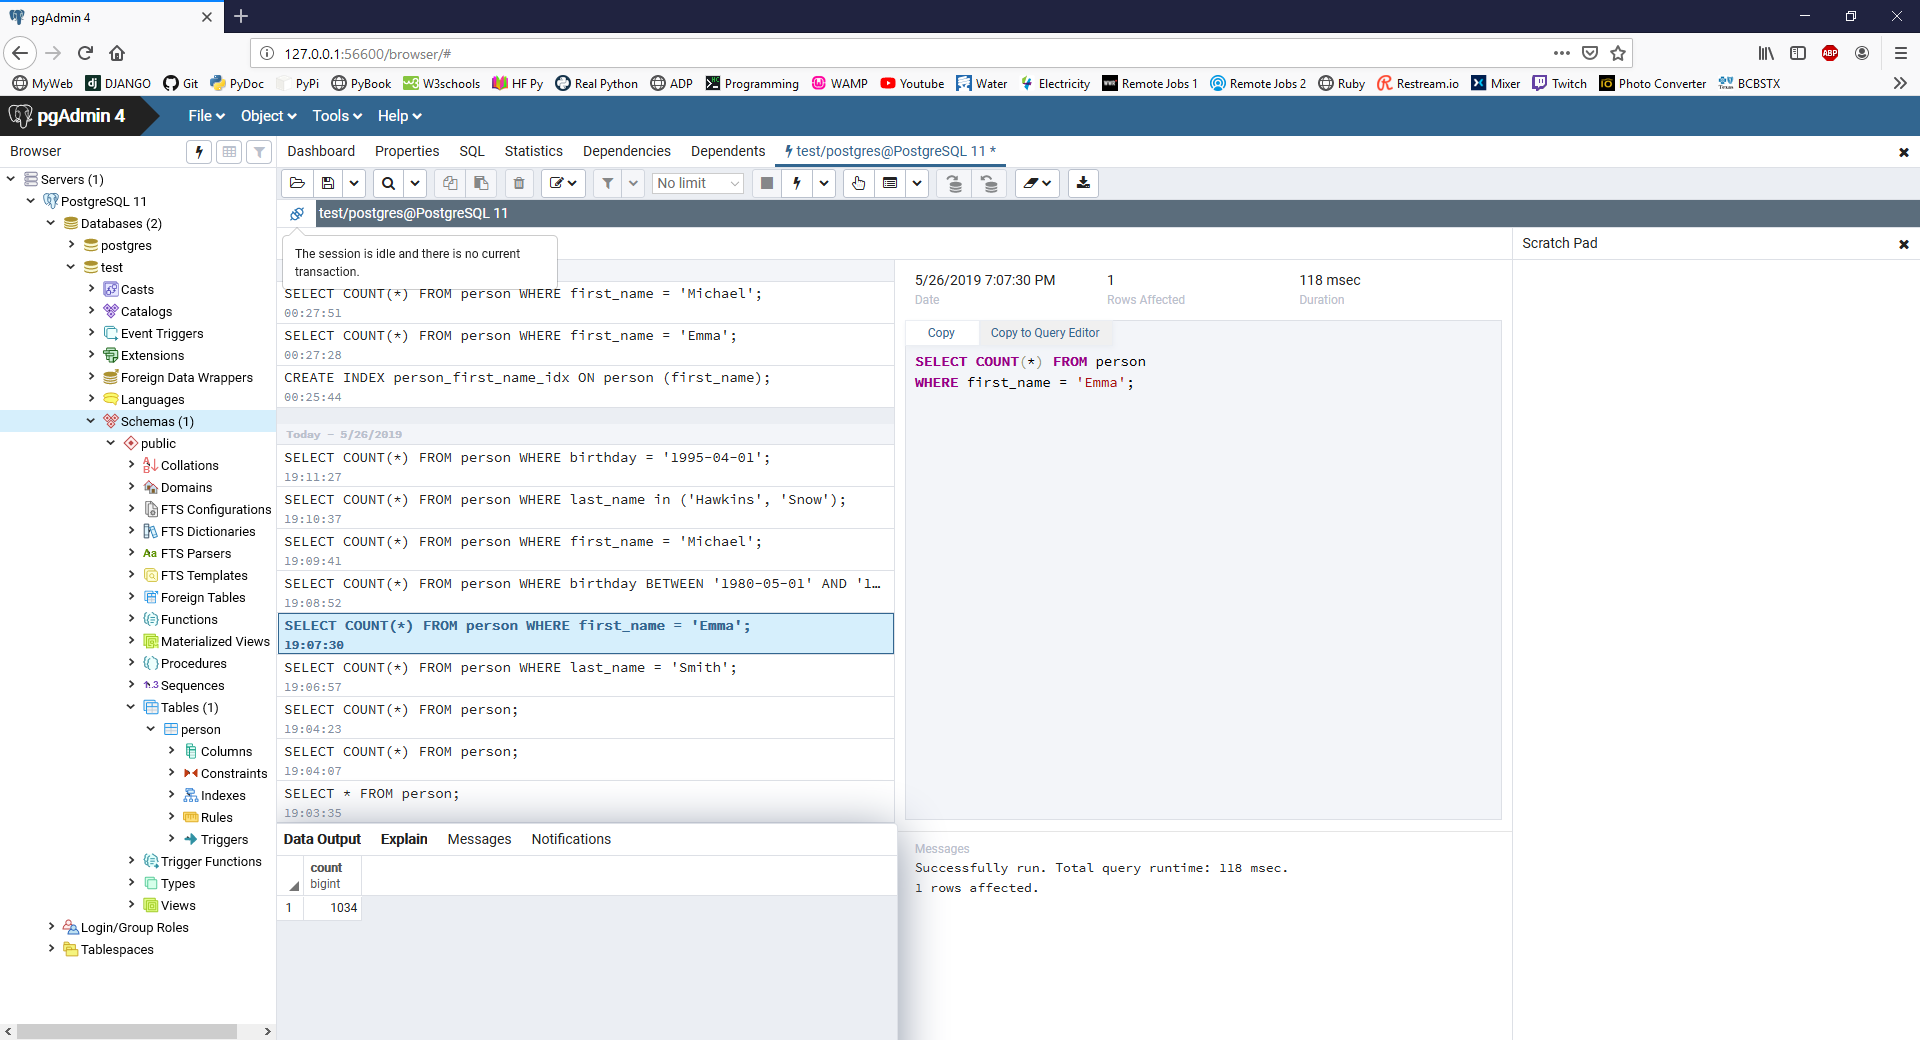 pgAdmin 4
127.0.0.1:56600/browser/#
MyWeb DJANGO Git PyDoc PyPi PyBook W3schools HF Py Real Python ADP Programming WAMP Youtube Water Electricity Remote Jobs 1 Remote Jobs 2 Ruby Restream.io Mixer Twitch Photo Converter BCBSTX
pgAdmin 4 File Object Tools Help
Browser
Dashboard Properties SQL Statistics Dependencies Dependents test/postgres@PostgreSQL 11 *
No limit
test/postgres@PostgreSQL 11
The session is idle and there is no current
transaction.
Servers (1)
PostgreSQL 11
Databases (2)
postgres
test
Casts
Catalogs
Event Triggers
Extensions
Foreign Data Wrappers
Languages
Schemas (1)
public
Collations
Domains
FTS Configurations
FTS Dictionaries
FTS Parsers
FTS Templates
Foreign Tables
Functions
Materialized Views
Procedures
Sequences
Tables (1)
person
Columns
Constraints
Indexes
Rules
Triggers
Trigger Functions
Types
Views
Login/Group Roles
Tablespaces
SELECT COUNT(*) FROM person WHERE first_name = 'Michael';
00:27:51
SELECT COUNT(*) FROM person WHERE first_name = 'Emma';
00:27:28
CREATE INDEX person_first_name_idx ON person (first_name);
00:25:44
Today - 5/26/2019
SELECT COUNT(*) FROM person WHERE birthday = '1995-04-01';
19:11:27
SELECT COUNT(*) FROM person WHERE last_name in ('Hawkins', 'Snow');
19:10:37
SELECT COUNT(*) FROM person WHERE first_name = 'Michael';
19:09:41
SELECT COUNT(*) FROM person WHERE birthday BETWEEN '1980-05-01' AND '1…
19:08:52
SELECT COUNT(*) FROM person WHERE first_name = 'Emma';
19:07:30
SELECT COUNT(*) FROM person WHERE last_name = 'Smith';
19:06:57
SELECT COUNT(*) FROM person;
19:04:23
SELECT COUNT(*) FROM person;
19:04:07
SELECT * FROM person;
19:03:35
Data Output Explain Messages Notifications
count
bigint
1 1034
5/26/2019 7:07:30 PM 1 118 msec
Date Rows Affected Duration
Copy Copy to Query Editor
SELECT COUNT(*) FROM person
WHERE first_name = 'Emma';
Messages
Successfully run. Total query runtime: 118 msec.
1 rows affected.
Scratch Pad